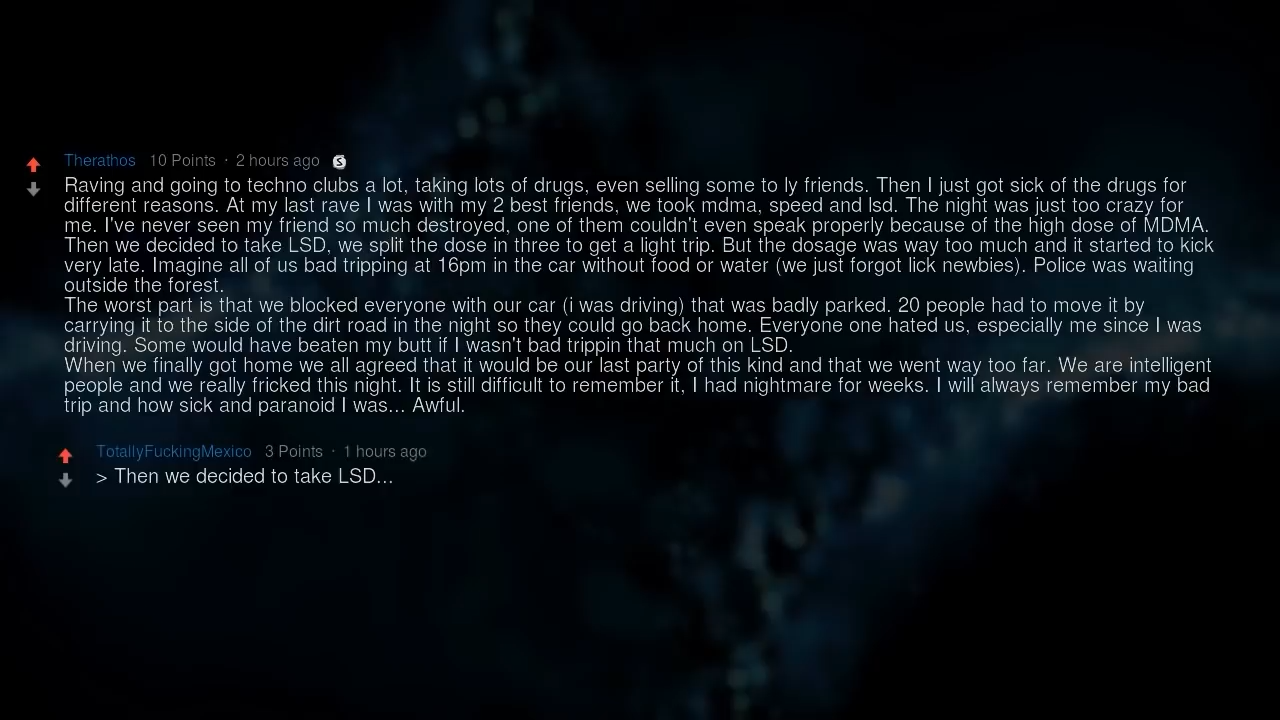 Therathos 10 Points · 2 hours ago S
Raving and going to techno clubs a lot, taking lots of drugs, even selling some to ly friends. Then I just got sick of the drugs for
different reasons. At my last rave I was with my 2 best friends, we took mdma, speed and lsd. The night was just too crazy for
me. I've never seen my friend so much destroyed, one of them couldn't even speak properly because of the high dose of MDMA.
Then we decided to take LSD, we split the dose in three to get a light trip. But the dosage was way too much and it started to kick
very late. Imagine all of us bad tripping at 16pm in the car without food or water (we just forgot lick newbies). Police was waiting
outside the forest.
The worst part is that we blocked everyone with our car (i was driving) that was badly parked. 20 people had to move it by
carrying it to the side of the dirt road in the night so they could go back home. Everyone one hated us, especially me since I was
driving. Some would have beaten my butt if I wasn't bad trippin that much on LSD.
When we finally got home we all agreed that it would be our last party of this kind and that we went way too far. We are intelligent
people and we really fricked this night. It is still difficult to remember it, I had nightmare for weeks. I will always remember my bad
trip and how sick and paranoid I was... Awful.
TotallyFuckingMexico 3 Points · 1 hours ago
> Then we decided to take LSD...